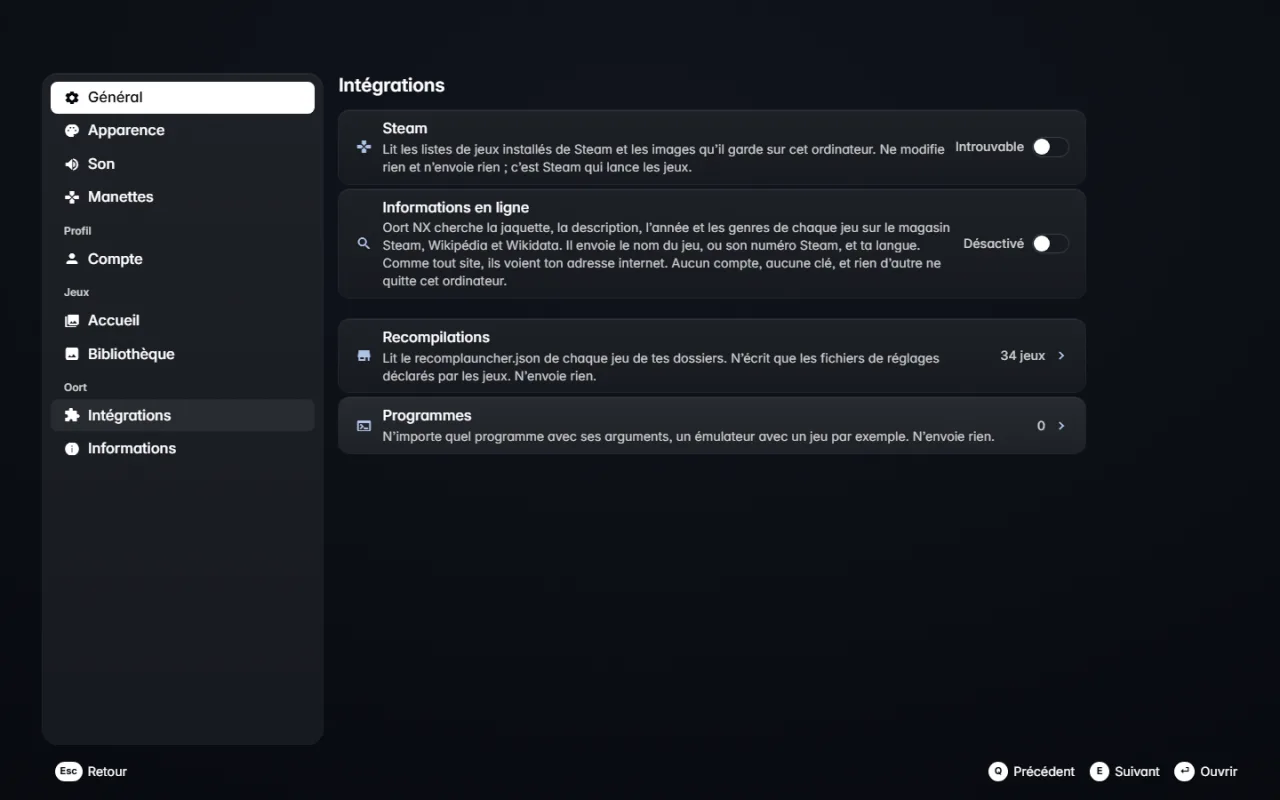 Général
Apparence
Son
Manettes
Profil
Compte
Jeux
Accueil
Bibliothèque
Oort
Intégrations
Informations
Intégrations
Steam
Lit les listes de jeux installés de Steam et les images qu’il garde sur cet ordinateur. Ne modifie
rien et n’envoie rien ; c’est Steam qui lance les jeux.
Introuvable
Informations en ligne
Oort NX cherche la jaquette, la description, l’année et les genres de chaque jeu sur le magasin
Steam, Wikipédia et Wikidata. Il envoie le nom du jeu, ou son numéro Steam, et ta langue.
Comme tout site, ils voient ton adresse internet. Aucun compte, aucune clé, et rien d’autre ne
quitte cet ordinateur.
Désactivé
Recompilations
Lit le recomplauncher.json de chaque jeu de tes dossiers. N’écrit que les fichiers de réglages
déclarés par les jeux. N’envoie rien.
34 jeux
Programmes
N’importe quel programme avec ses arguments, un émulateur avec un jeu par exemple. N’envoie rien.
0
Esc Retour
Q Précédent E Suivant Ouvrir